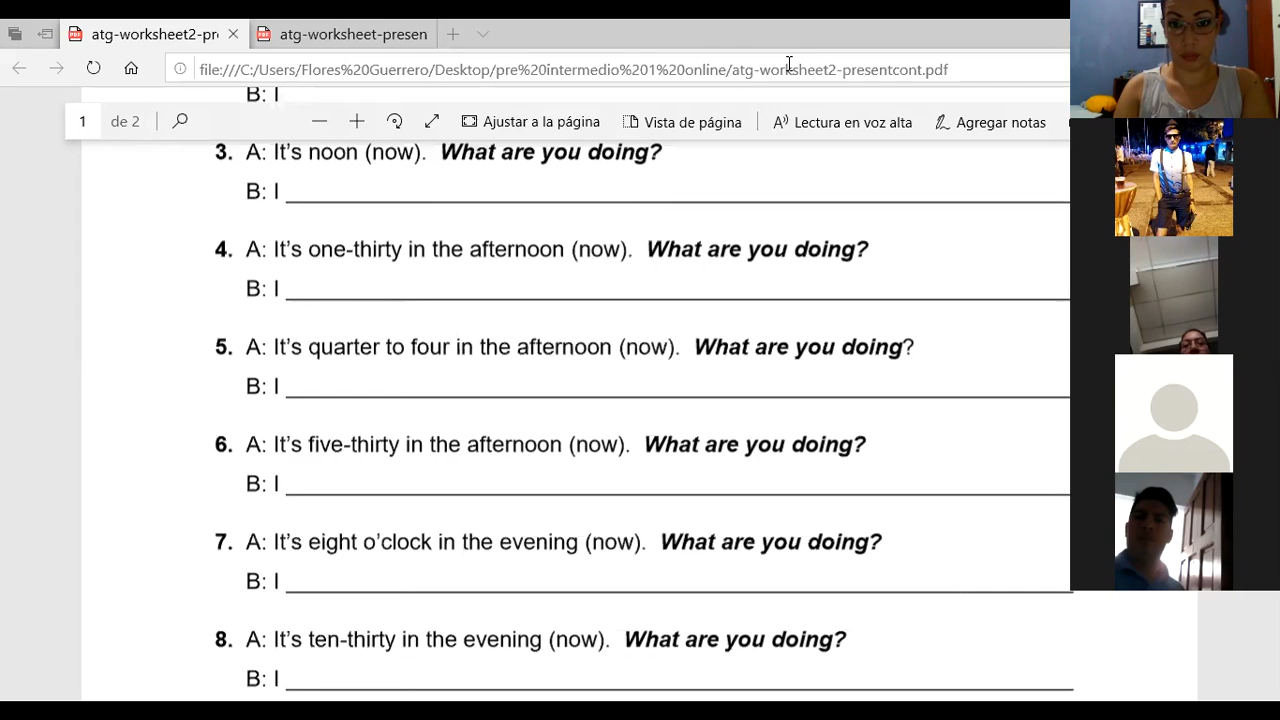 atg-worksheet2-pr
atg-worksheet-presen
file:///C:/Users/Flores%20Guerrero/Desktop/pre%20intermedio%201%20online/atg-worksheet2-presentcont.pdf
B: I
1 de 2
Ajustar a la página
Vista de página
Lectura en voz alta
Agregar notas
3. A: It's noon (now). What are you doing?
B: I
4. A: It's one-thirty in the afternoon (now). What are you doing?
B: I
5. A: It's quarter to four in the afternoon (now). What are you doing?
B: I
6. A: It's five-thirty in the afternoon (now). What are you doing?
B: I
7. A: It's eight o'clock in the evening (now). What are you doing?
B: I
8. A: It's ten-thirty in the evening (now). What are you doing?
B: I